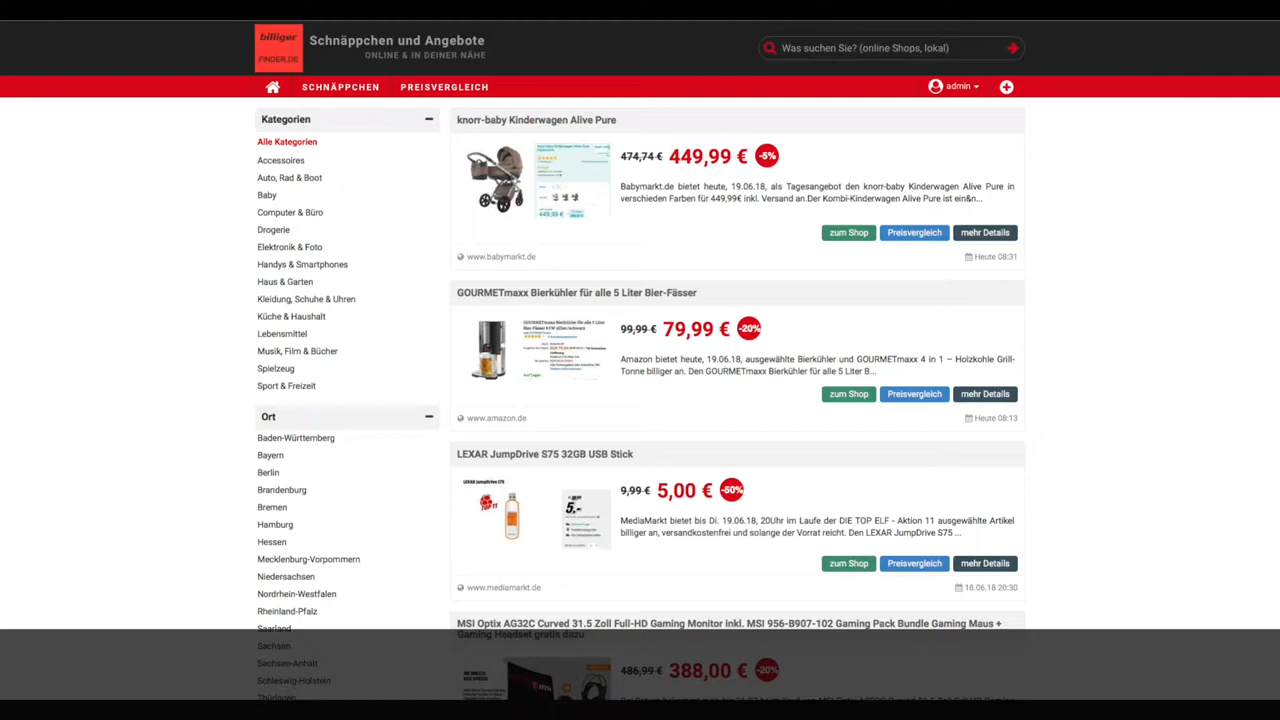 billiger
FINDER.DE
Schnäppchen und Angebote
ONLINE & IN DEINER NÄHE
Was suchen Sie? (online Shops, lokal)
SCHNÄPPCHEN
PREISVERGLEICH
admin
Kategorien
Alle Kategorien
Accessoires
Auto, Rad & Boot
Baby
Computer & Büro
Drogerie
Elektronik & Foto
Handys & Smartphones
Haus & Garten
Kleidung, Schuhe & Uhren
Küche & Haushalt
Lebensmittel
Musik, Film & Bücher
Spielzeug
Sport & Freizeit
Ort
Baden-Württemberg
Bayern
Berlin
Brandenburg
Bremen
Hamburg
Hessen
Mecklenburg-Vorpommern
Niedersachsen
Nordrhein-Westfalen
Rheinland-Pfalz
Saarland
Sachsen
Sachsen-Anhalt
Schleswig-Holstein
Thüringen
knorr-baby Kinderwagen Alive Pure
474,74 € 449,99 € -5%
Babymarkt.de bietet heute, 19.06.18, als Tagesangebot den knorr-baby Kinderwagen Alive Pure in
verschieden Farben für 449,99€ inkl. Versand an.Der Kombi-Kinderwagen Alive Pure ist ein&n...
449,99 €
zum Shop Preisvergleich mehr Details
www.babymarkt.de Heute 08:31
GOURMETmaxx Bierkühler für alle 5 Liter Bier-Fässer
99,99 € 79,99 € -20%
Amazon bietet heute, 19.06.18, ausgewählte Bierkühler und GOURMETmaxx 4 in 1 – Holzkohle Grill-
Tonne billiger an. Den GOURMETmaxx Bierkühler für alle 5 Liter B...
zum Shop Preisvergleich mehr Details
www.amazon.de Heute 08:13
LEXAR JumpDrive S75 32GB USB Stick
LEXAR JumpDrive S75
TOP 11
5,-
9,99 € 5,00 € -50%
MediaMarkt bietet bis Di. 19.06.18, 20Uhr im Laufe der DIE TOP ELF - Aktion 11 ausgewählte Artikel
billiger an, versandkostenfrei und solange der Vorrat reicht. Den LEXAR JumpDrive S75 ...
zum Shop Preisvergleich mehr Details
www.mediamarkt.de 18.06.18 20:30
MSI Optix AG32C Curved 31.5 Zoll Full-HD Gaming Monitor inkl. MSI 956-B907-102 Gaming Pack Bundle Gaming Maus +
Gaming Headset gratis dazu
486,99 € 388,00 € -20%